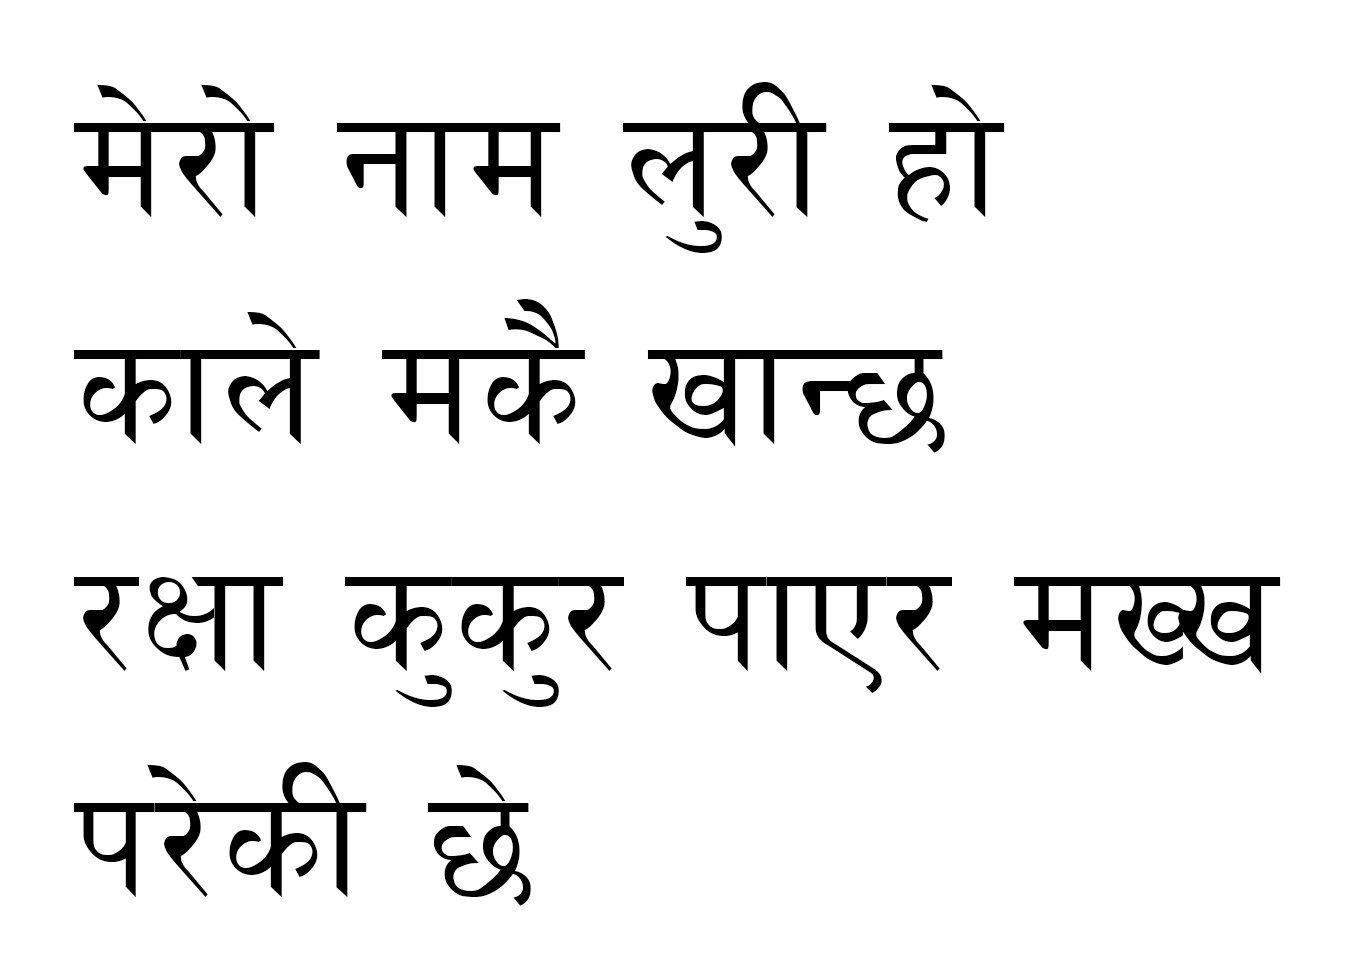 मेरो नाम लुरी हो
काले मकै खान्छ
रक्षा कुकुर पाएर मख्ख
परेकी छे